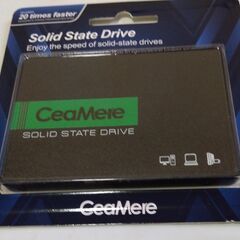 20 times faster
Solid State Drive
Enjoy the speed of solid-state drives
CeaMere
SOLID STATE DRIVE
CeaMere